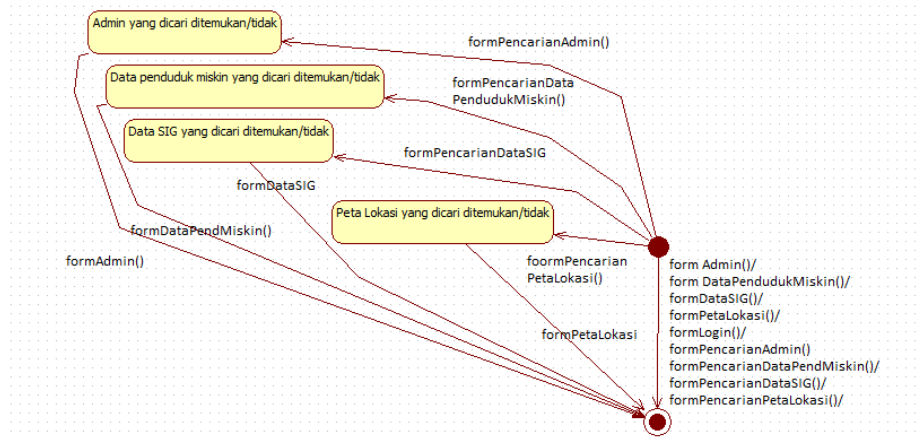 Admin yang dicari ditemukan/tidak
formPencarianAdmin()
Data penduduk miskin yang dicari ditemukan/tidak
formPencarianData
PendudukMiskin()
Data SIG yang dicari ditemukan/tidak
formPencarianDataSIG
formDataSIG
Peta Lokasi yang dicari ditemukan/tidak
formDataPendMiskin()
formAdmin()
foormPencarian
PetaLokasi()
formPetaLokasi
form Admin()/
form DataPendudukMiskin()/
formDataSIG()/
formPetaLokasi()/
formLogin()/
formPencarianAdmin()
formPencarianDataPendMiskin()/
formPencarianDataSIG()/
formPencarianPetaLokasi()/